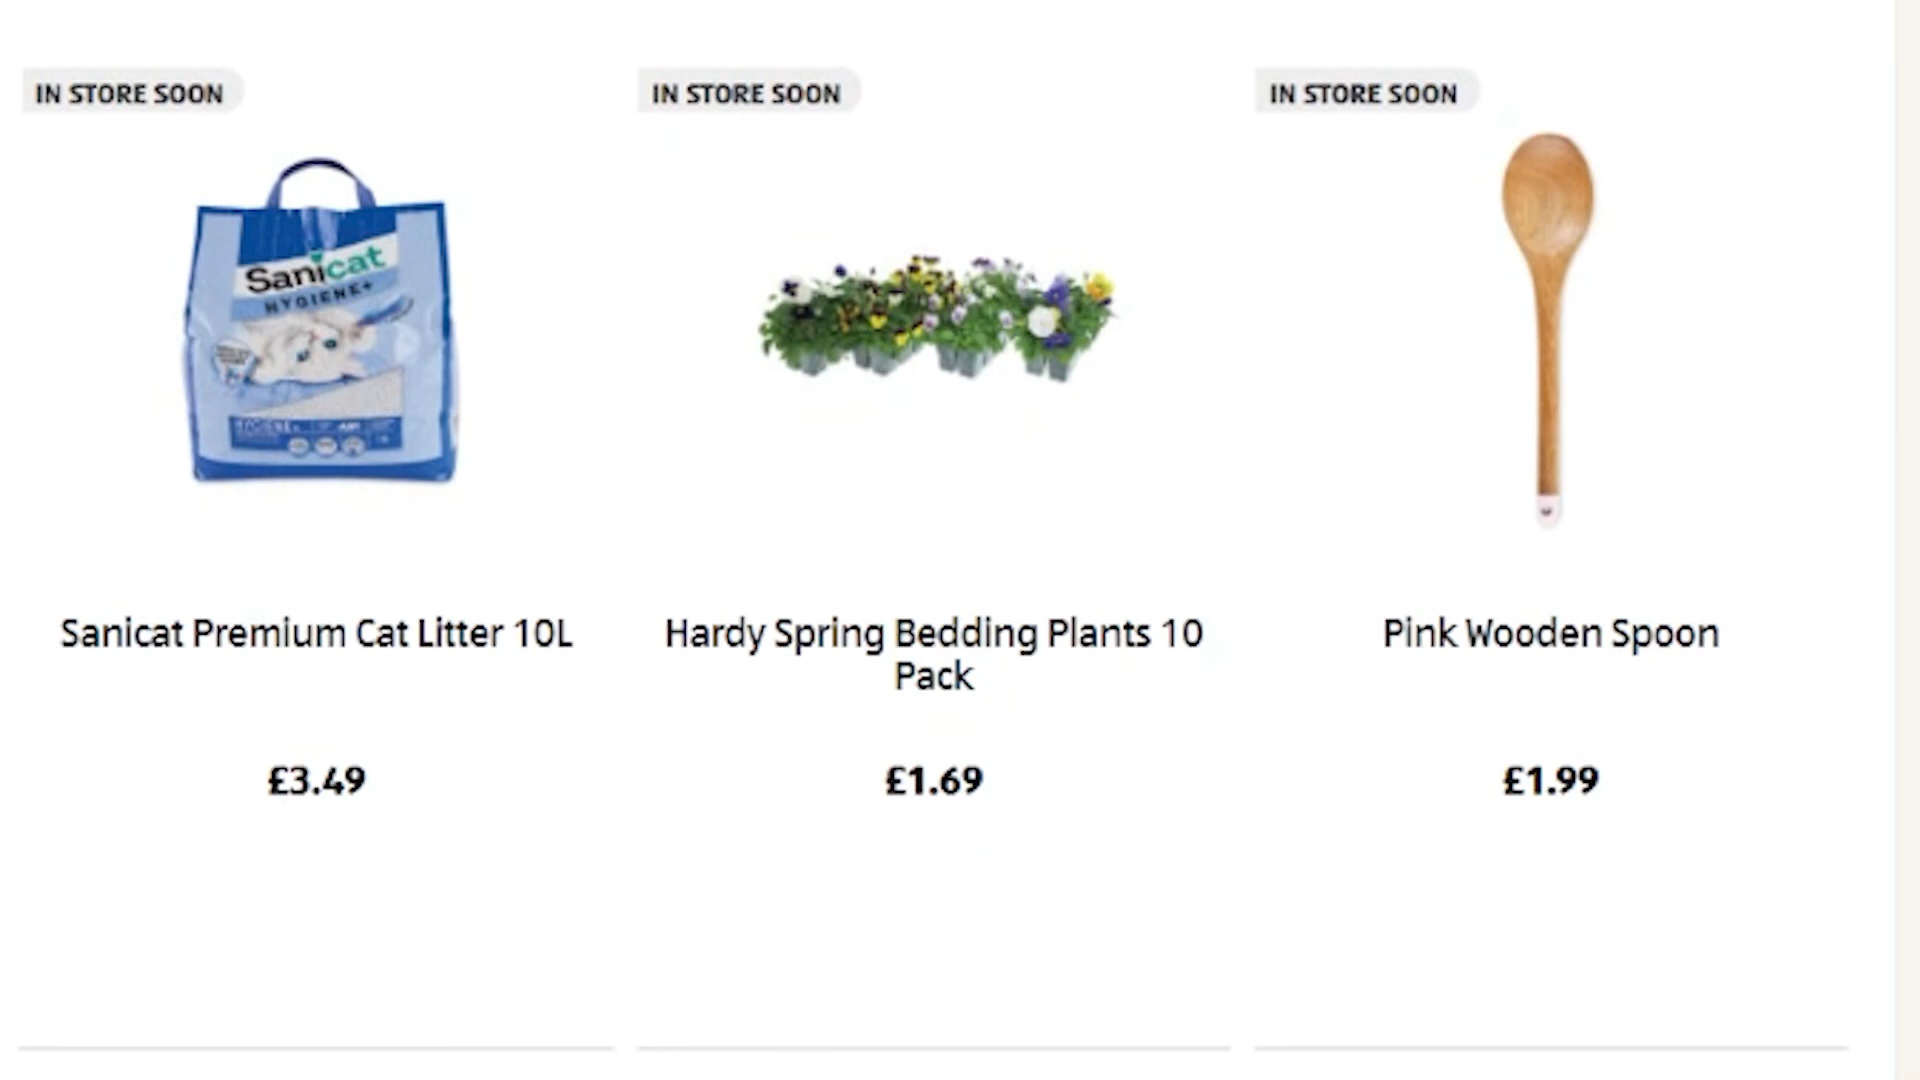 IN STORE SOON
IN STORE SOON
IN STORE SOON
Sanicat
HYGIENE+
HYGIENE+
Sanicat Premium Cat Litter 10L
Hardy Spring Bedding Plants 10
Pack
Pink Wooden Spoon
£3.49
£1.69
£1.99